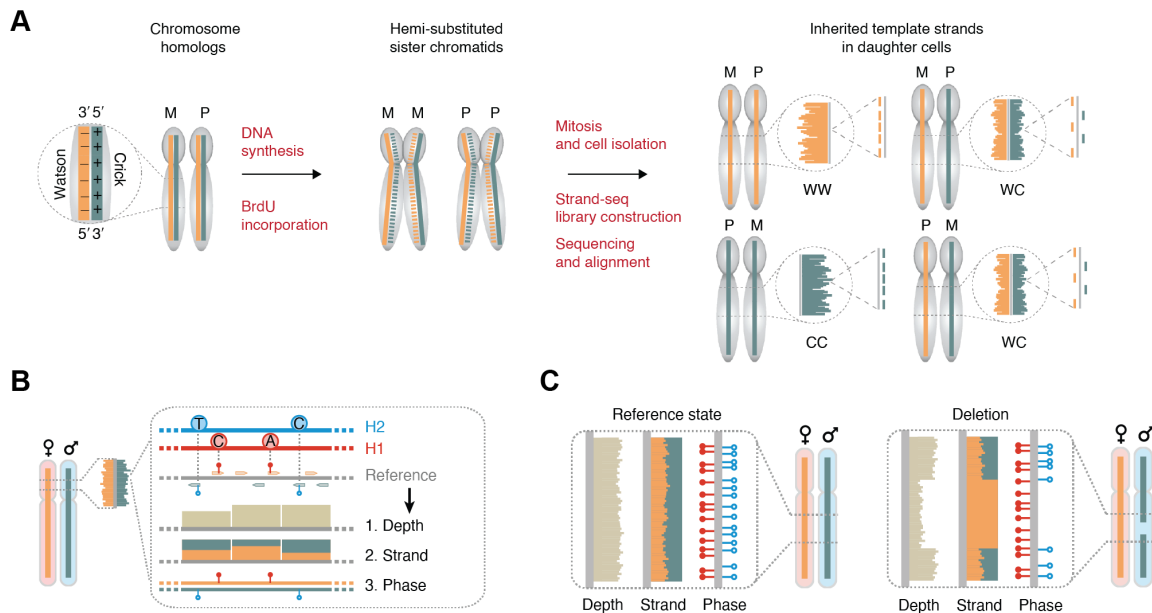 A
Chromosome
homologs
Hemi-substituted
sister chromatids
Inherited template strands
in daughter cells
3′ 5′
M P
Watson
Crick
− + − + − + − + − + − +
5′ 3′
DNA
synthesis
BrdU
incorporation
M M P P
Mitosis
and cell isolation
Strand-seq
library construction
Sequencing
and alignment
M P
WW
M P
WC
P M
CC
P M
WC
B
♀ ♂
T C H2
C A H1
Reference
1. Depth
2. Strand
3. Phase
C
Reference state
♀ ♂
Depth Strand Phase
Deletion
♀ ♂
Depth Strand Phase